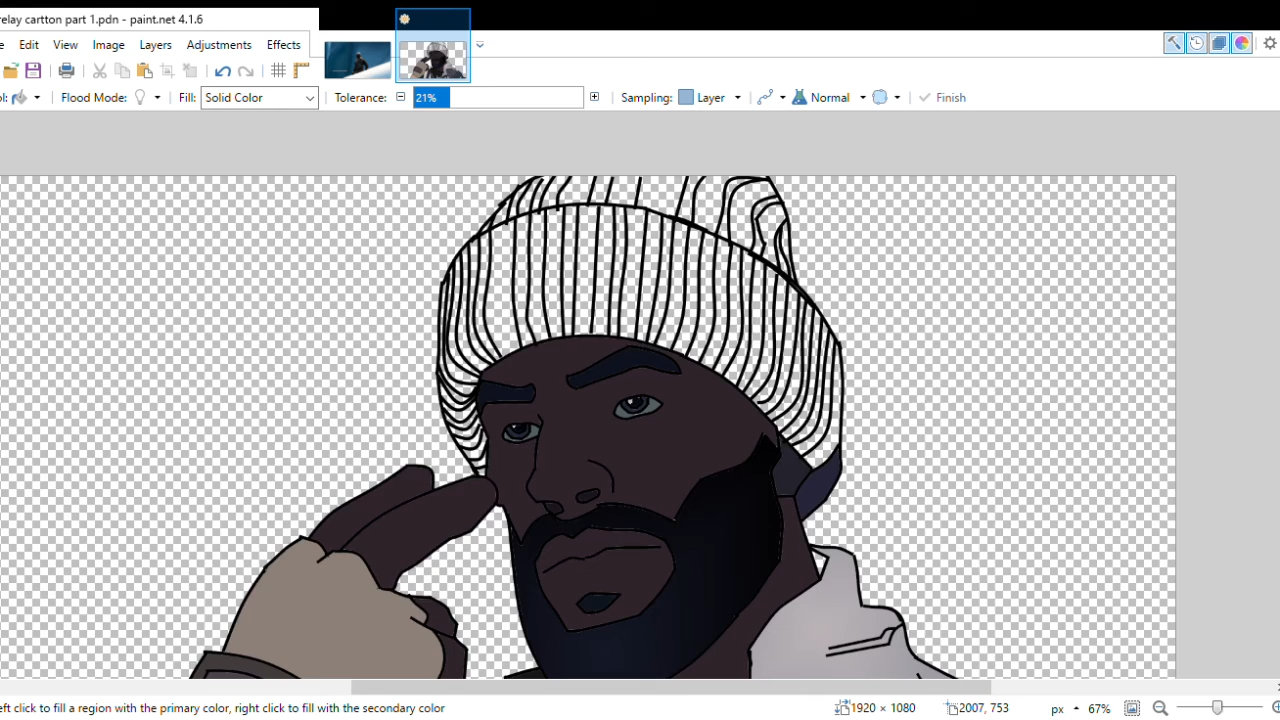 relay cartton part 1.pdn - paint.net 4.1.6
Edit View Image Layers Adjustments Effects
ol: Flood Mode: Fill: Solid Color Tolerance: 21% Sampling: Layer Normal Finish
eft click to fill a region with the primary color, right click to fill with the secondary color 1920 × 1080 2007, 753 px 67%